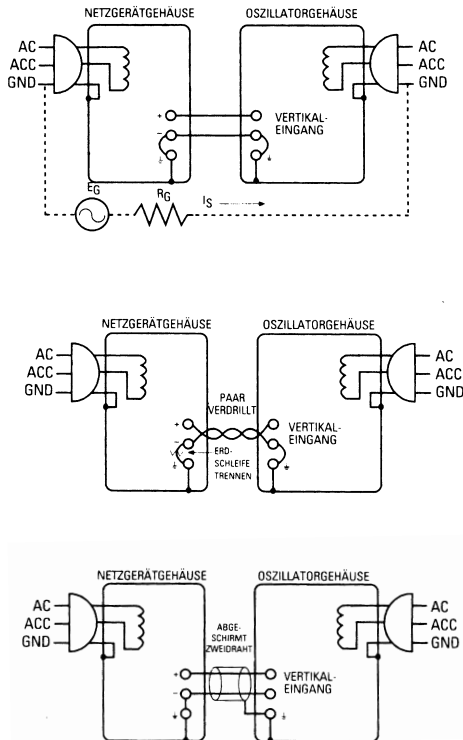 NETZGERÄTGEHÄUSE
OSZILLATORGEHÄUSE
AC
ACC
GND
AC
ACC
GND
+
−
VERTIKAL-
EINGANG
EG
RG
IS
NETZGERÄTGEHÄUSE
OSZILLATORGEHÄUSE
AC
ACC
GND
AC
ACC
GND
PAAR
VERDRILLT
+
−
VERTIKAL-
EINGANG
ERD-
SCHLEIFE
TRENNEN
NETZGERÄTGEHÄUSE
OSZILLATORGEHÄUSE
AC
ACC
GND
AC
ACC
GND
ABGE-
SCHIRMT
ZWEIDRAHT
+
−
VERTIKAL-
EINGANG